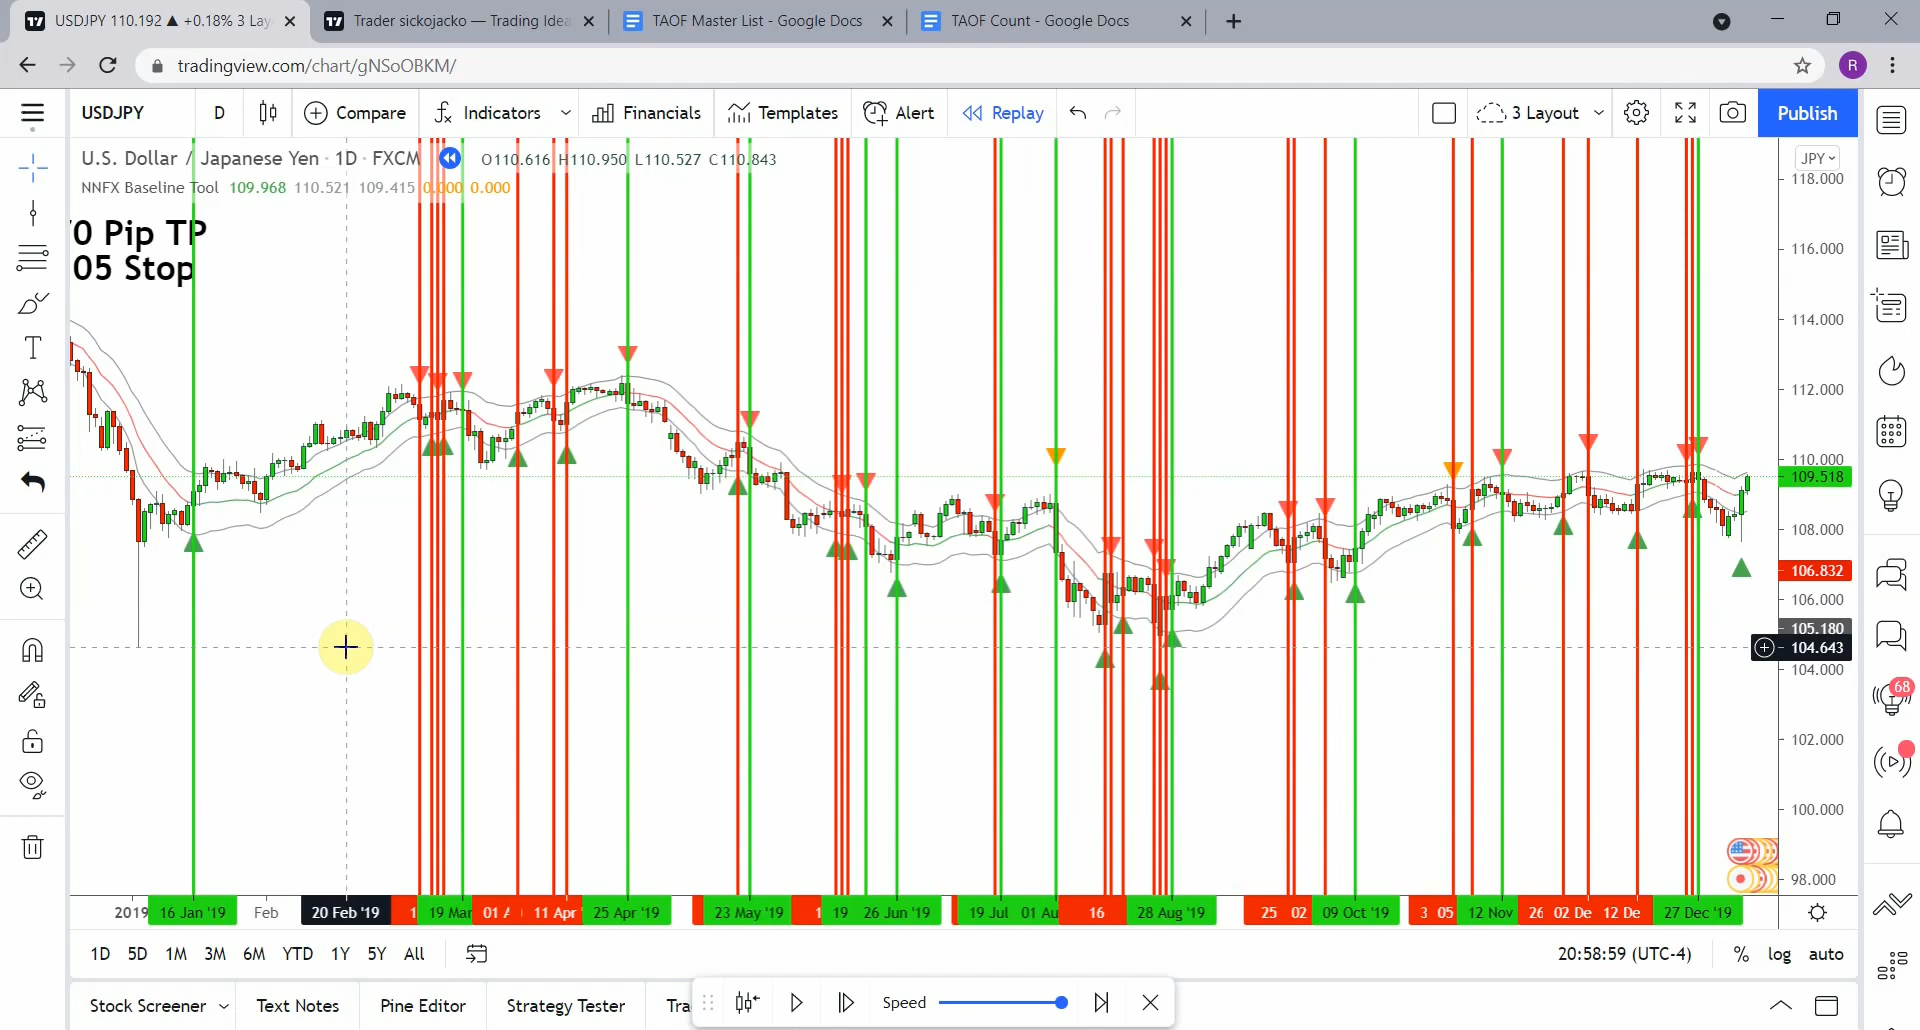 USDJPY 110.192 ▲ +0.18% 3 Lay
Trader sickojacko — Trading Idea
TAOF Master List - Google Docs
TAOF Count - Google Docs
tradingview.com/chart/gNSoOBKM/
R
USDJPY
D
Compare
Indicators
Financials
Templates
Alert
Replay
3 Layout
Publish
U.S. Dollar / Japanese Yen · 1D · FXCM
O110.616 H110.950 L110.527 C110.843
NNFX Baseline Tool 109.968 110.521 109.415 0.000 0.000
0 Pip TP
05 Stop
JPY
118.000
116.000
114.000
112.000
110.000
109.518
108.000
106.832
106.000
105.180
104.643
104.000
102.000
100.000
98.000
68
2019 16 Jan '19 Feb 20 Feb '19 1 19 Mar 01 A 11 Apr 25 Apr '19 23 May '19 1 19 26 Jun '19 19 Jul 01 Au 16 28 Aug '19 25 02 09 Oct '19 3 05 12 Nov 26 02 De 12 De 27 Dec '19
1D 5D 1M 3M 6M YTD 1Y 5Y All
20:58:59 (UTC-4) % log auto
Stock Screener Text Notes Pine Editor Strategy Tester Tra
Speed